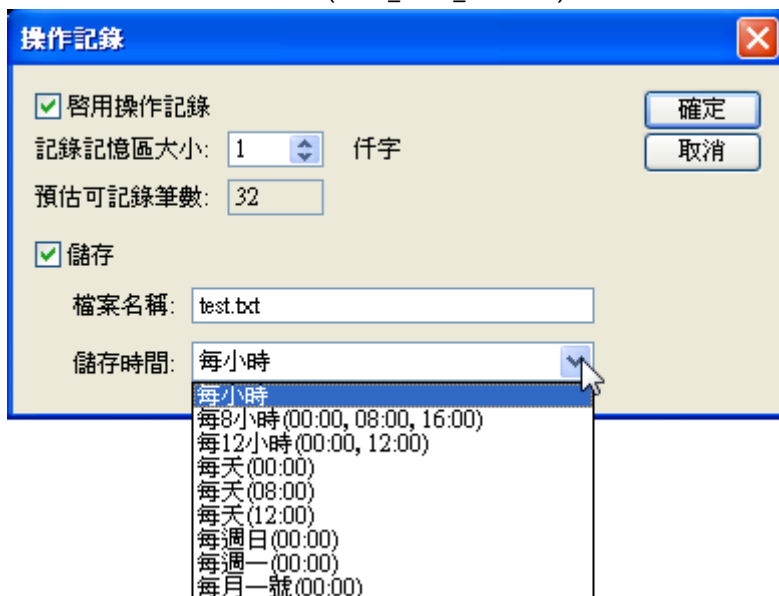 操作記錄
啓用操作記錄
確定
記錄記憶區大小: 1 仟字
取消
預估可記錄筆數: 32
儲存
檔案名稱: test.txt
儲存時間: 每小時
每小時
每8小時(00:00, 08:00, 16:00)
每12小時(00:00, 12:00)
每天(00:00)
每天(08:00)
每天(12:00)
每週日(00:00)
每週一(00:00)
每月一號(00:00)